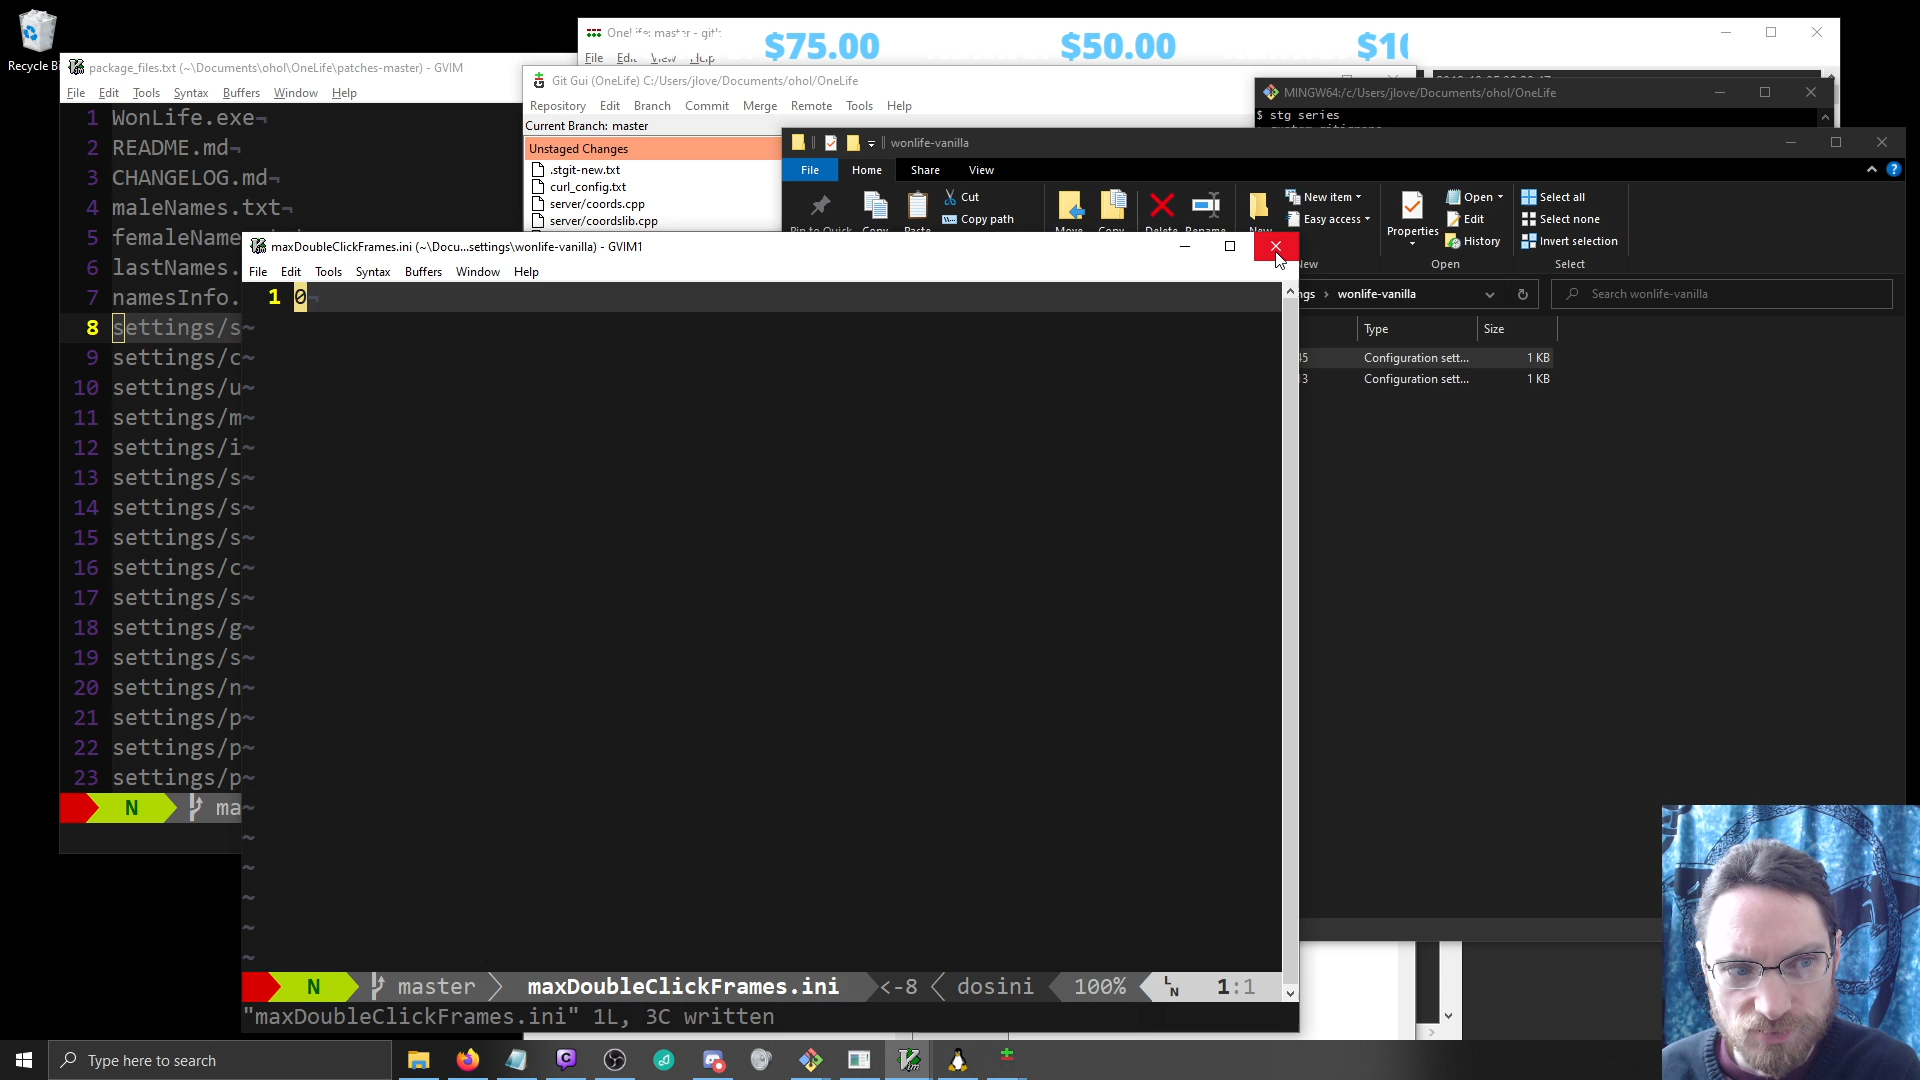 Recycle Bi
package_files.txt (~\Documents\ohol\OneLife\patches-master) - GVIM
File Edit Tools Syntax Buffers Window Help
1 WonLife.exe¬
2 README.md¬
3 CHANGELOG.md¬
4 maleNames.txt¬
5 femaleName
6 lastNames.
7 namesInfo.
8 settings/s
9 settings/c
10 settings/u
11 settings/m
12 settings/i
13 settings/s
14 settings/s
15 settings/s
16 settings/c
17 settings/s
18 settings/g
19 settings/s
20 settings/n
21 settings/p
22 settings/p
23 settings/p
N ma
$75.00 $50.00
File
Git Gui (OneLife) C:/Users/jlove/Documents/ohol/OneLife
Repository Edit Branch Commit Merge Remote Tools Help
Current Branch: master
Unstaged Changes
.stgit-new.txt
curl_config.txt
server/coords.cpp
server/coordslib.cpp
MINGW64:/c/Users/jlove/Documents/ohol/OneLife
$ stg series
wonlife-vanilla
File Home Share View
Cut
Copy path
New item
Easy access
Properties
Open
Edit
History
Open
Select all
Select none
Invert selection
Select
wonlife-vanilla
Search wonlife-vanilla
Type Size
Configuration sett... 1 KB
Configuration sett... 1 KB
maxDoubleClickFrames.ini (~\Docu...settings\wonlife-vanilla) - GVIM1
File Edit Tools Syntax Buffers Window Help
1 0¬
N master maxDoubleClickFrames.ini <-8 dosini 100% LN 1:1
"maxDoubleClickFrames.ini" 1L, 3C written
Type here to search